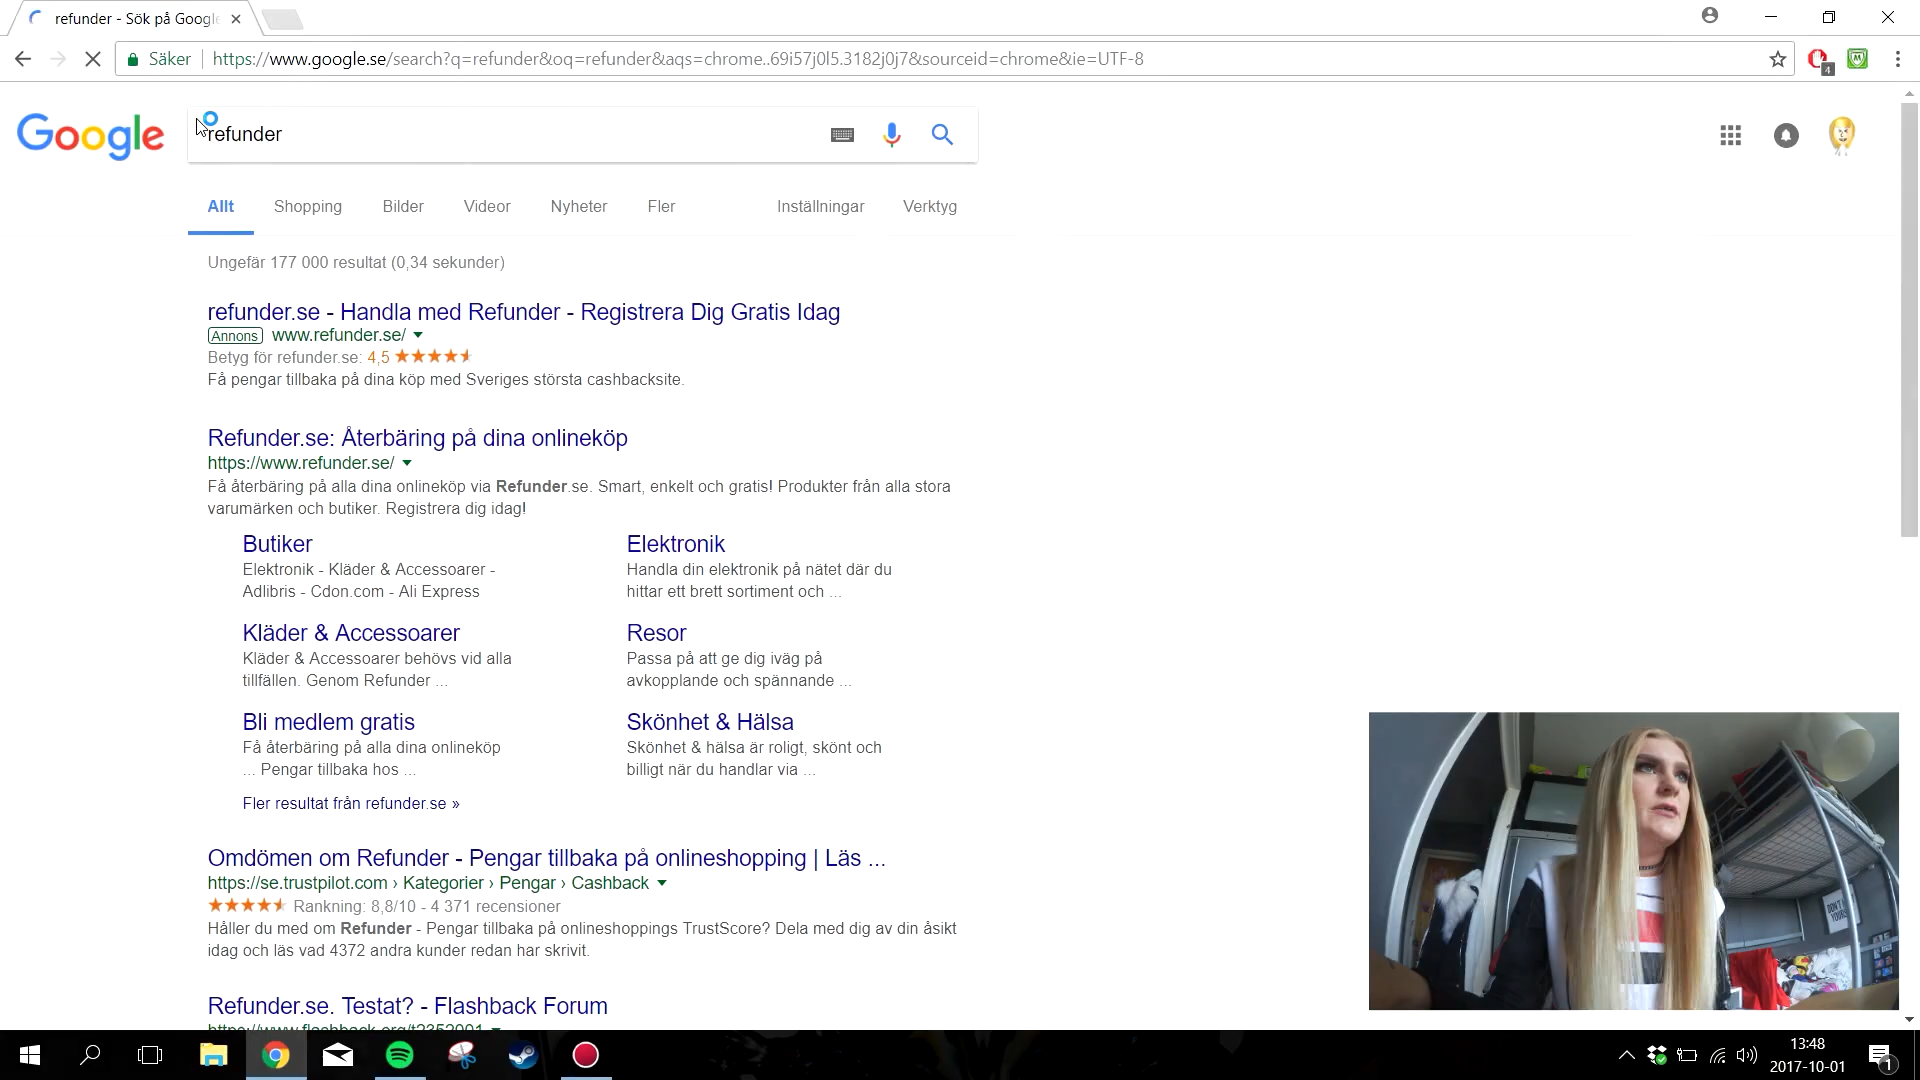 refunder - Sök på Google
Säker
https://www.google.se/search?q=refunder&oq=refunder&aqs=chrome..69i57j0l5.3182j0j7&sourceid=chrome&ie=UTF-8
4
Google
refunder
Allt Shopping Bilder Videor Nyheter Fler Inställningar Verktyg
Ungefär 177 000 resultat (0,34 sekunder)
refunder.se - Handla med Refunder - Registrera Dig Gratis Idag
Annons www.refunder.se/
Betyg för refunder.se: 4,5
Få pengar tillbaka på dina köp med Sveriges största cashbacksite.
Refunder.se: Återbäring på dina onlineköp
https://www.refunder.se/
Få återbäring på alla dina onlineköp via Refunder.se. Smart, enkelt och gratis! Produkter från alla stora
varumärken och butiker. Registrera dig idag!
Butiker
Elektronik - Kläder & Accessoarer -
Adlibris - Cdon.com - Ali Express
Elektronik
Handla din elektronik på nätet där du
hittar ett brett sortiment och ...
Kläder & Accessoarer
Kläder & Accessoarer behövs vid alla
tillfällen. Genom Refunder ...
Resor
Passa på att ge dig iväg på
avkopplande och spännande ...
Bli medlem gratis
Få återbäring på alla dina onlineköp
... Pengar tillbaka hos ...
Skönhet & Hälsa
Skönhet & hälsa är roligt, skönt och
billigt när du handlar via ...
Fler resultat från refunder.se »
Omdömen om Refunder - Pengar tillbaka på onlineshopping | Läs ...
https://se.trustpilot.com › Kategorier › Pengar › Cashback
Rankning: 8,8/10 - 4 371 recensioner
Håller du med om Refunder - Pengar tillbaka på onlineshoppings TrustScore? Dela med dig av din åsikt
idag och läs vad 4372 andra kunder redan har skrivit.
Refunder.se. Testat? - Flashback Forum
https://www.flashback.org/t2352001
13:48
2017-10-01
1